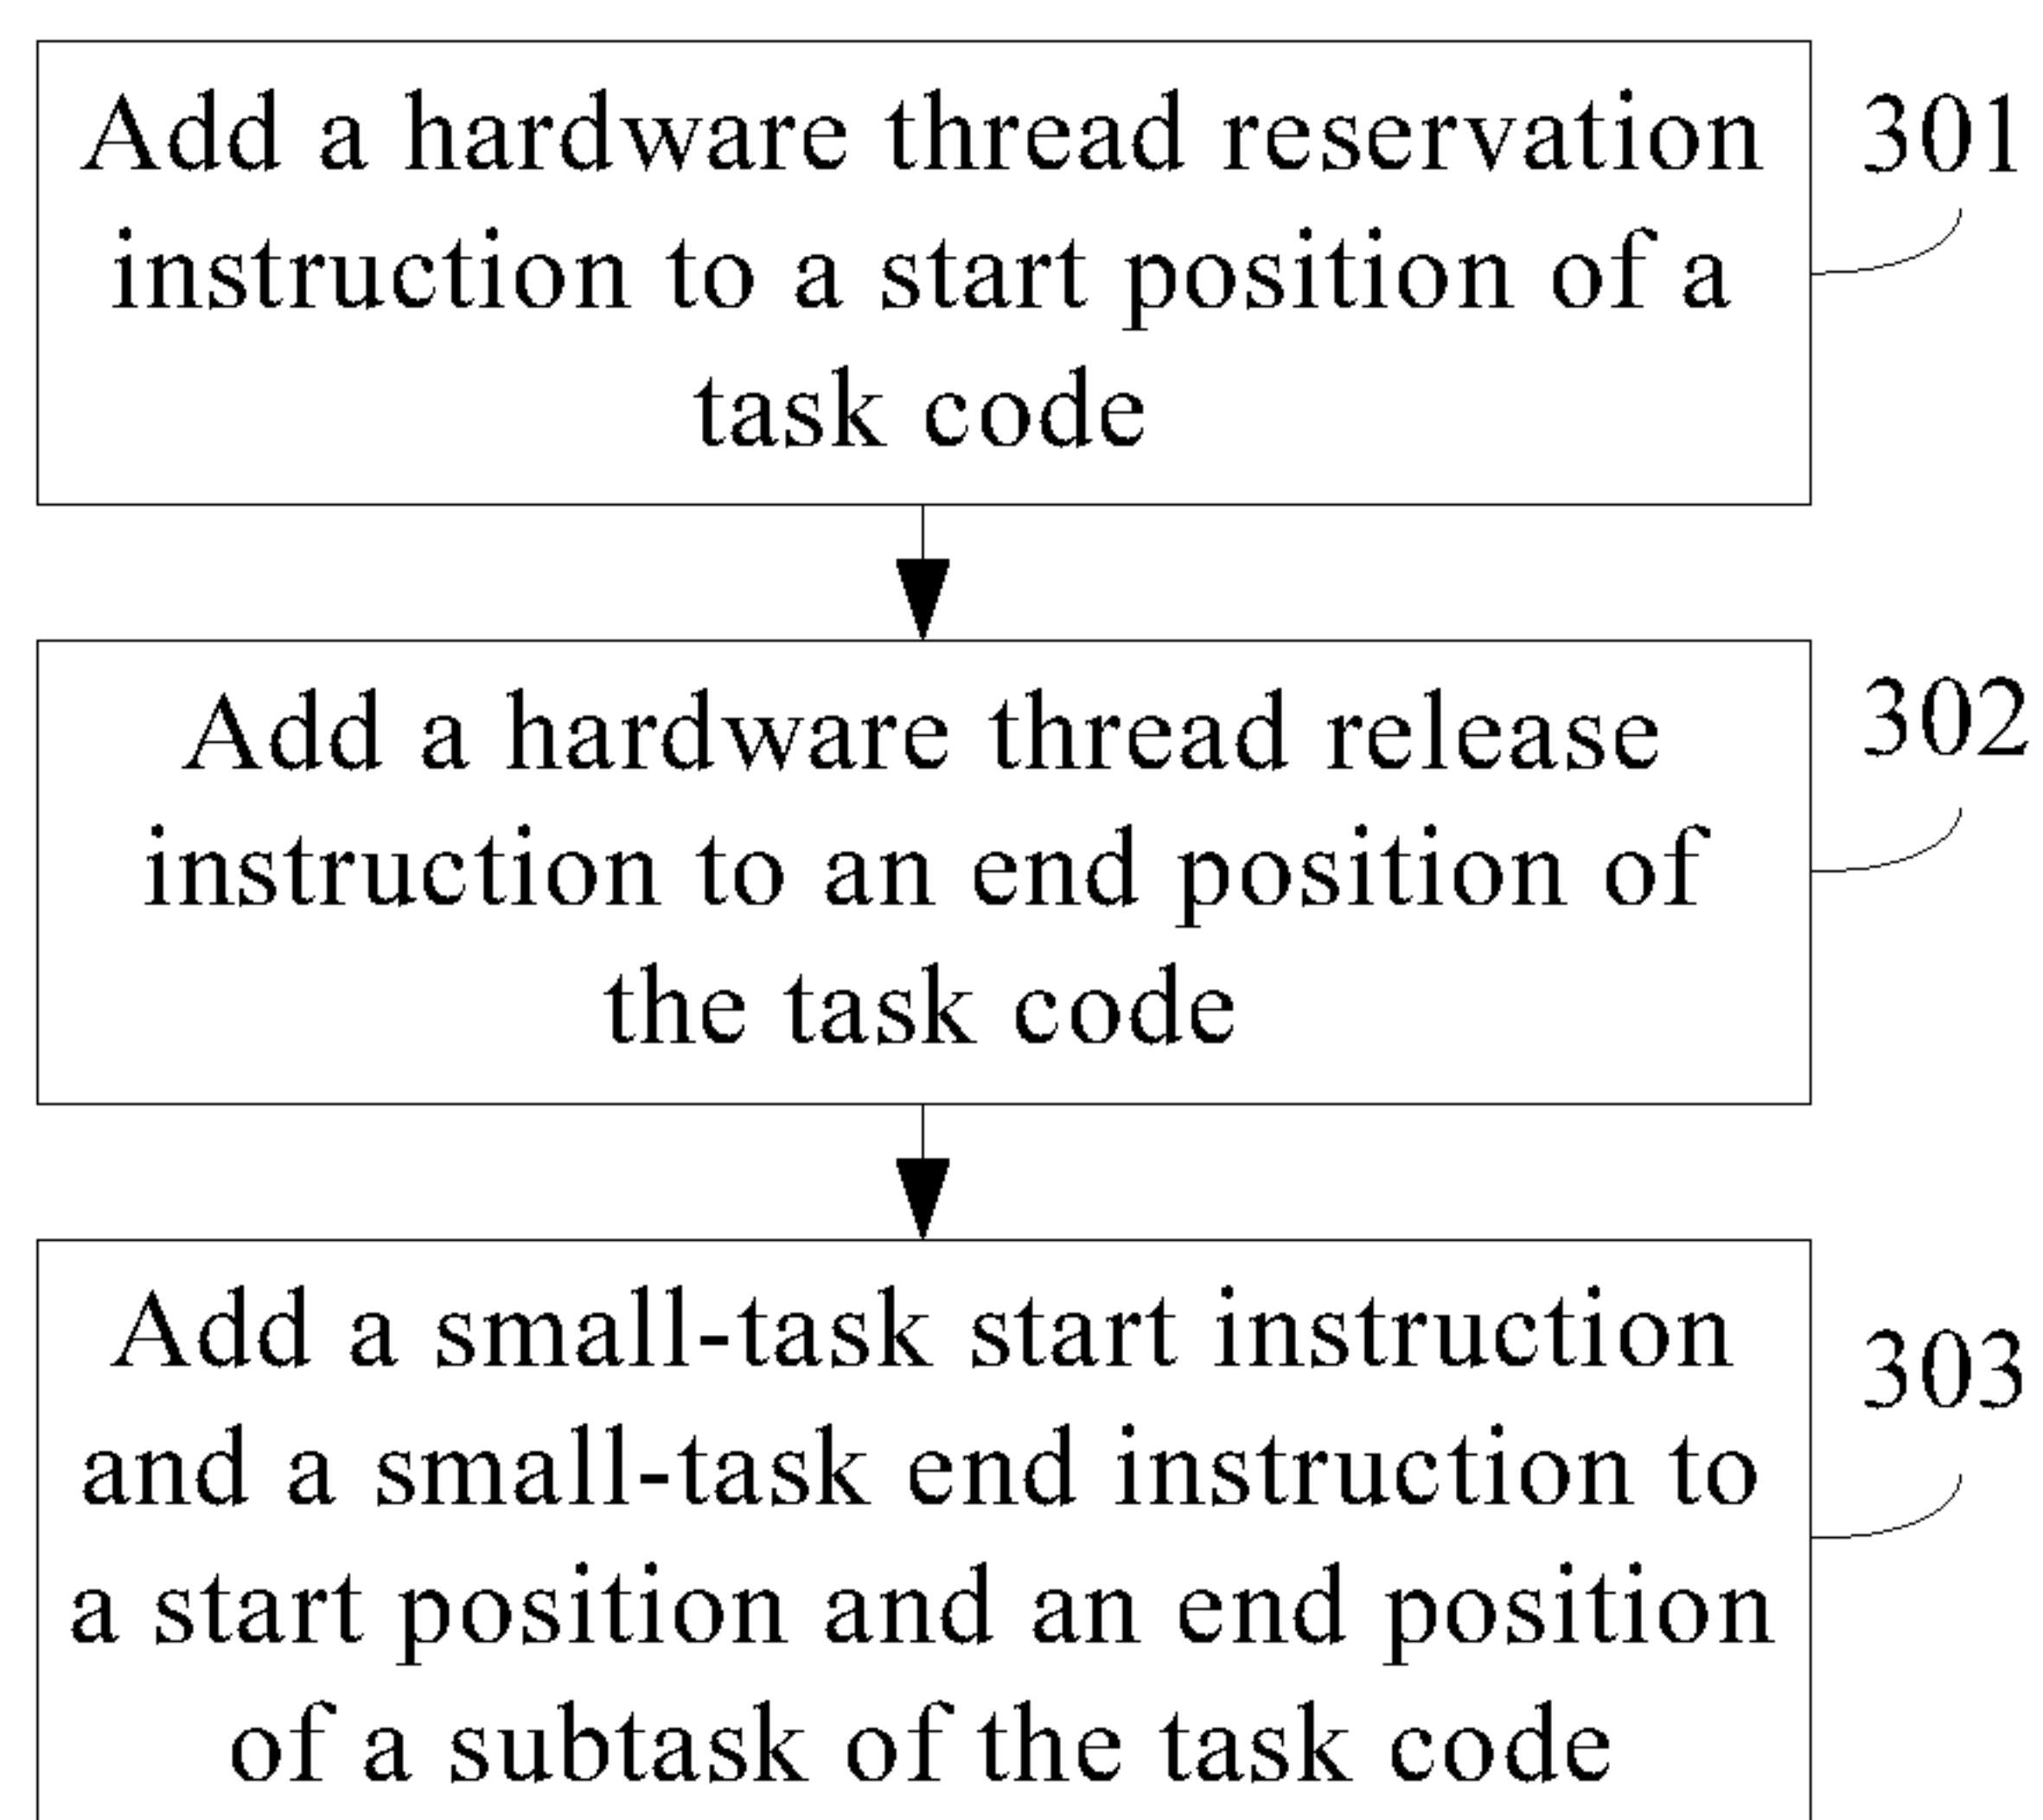 Add a hardware thread reservation
instruction to a start position of a
task code
301
Add a hardware thread release
instruction to an end position of
the task code
302
Add a small-task start instruction
and a small-task end instruction to
a start position and an end position
of a subtask of the task code
303